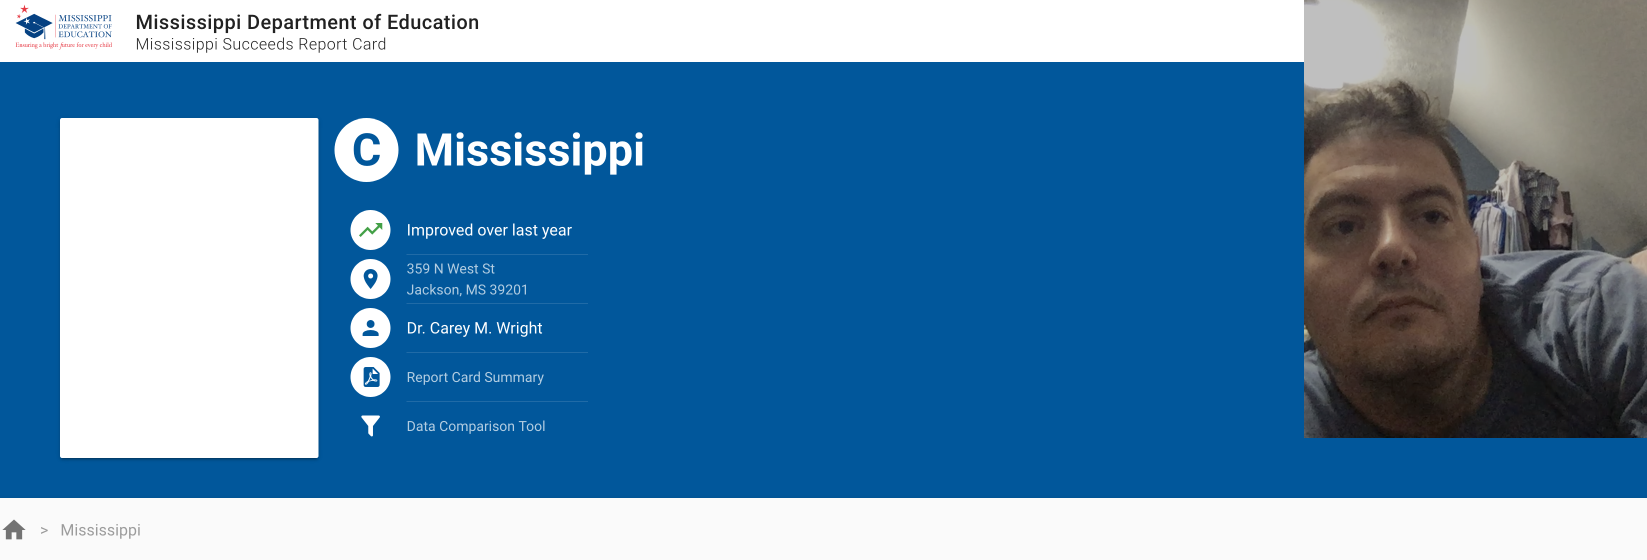 MISSISSIPPI
DEPARTMENT OF
EDUCATION
Ensuring a bright future for every child
Mississippi Department of Education
Mississippi Succeeds Report Card
C Mississippi
Improved over last year
359 N West St
Jackson, MS 39201
Dr. Carey M. Wright
Report Card Summary
Data Comparison Tool
> Mississippi